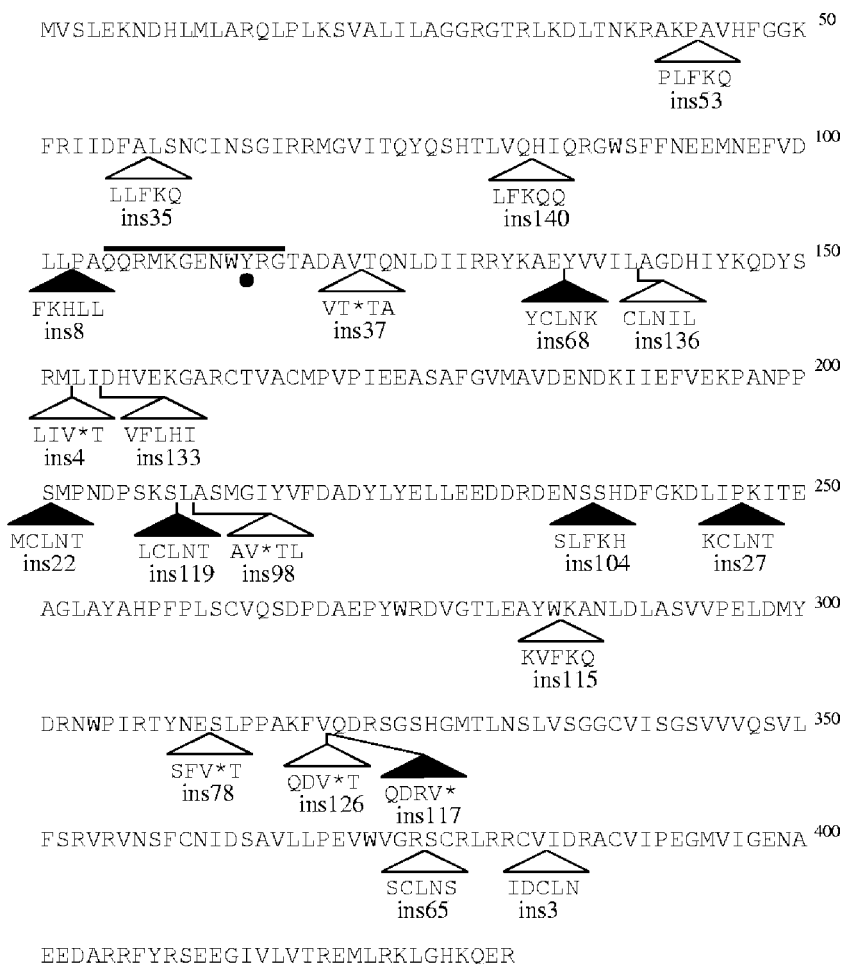 MVSLEKNDHLMLARQLPLKSVALILAGGRGTRLKDLTNKRAKPAVHFGGK 50
PLFKQ
ins53
FRIIDFALSNCINSGIRRMGVITQYQSHTLVQHIQRGWSFFNEEMNEFVD 100
LLFKQ LFKQQ
ins35 ins140
LLPAQQRMKGENWYRGTADAVTQNLDIIRRYKAEYVVILAGDHIYKQDYS 150
FKHLL VT*TA YCLNK CLNIL
ins8 ins37 ins68 ins136
RMLIDHVEKGARCTVACMPVPIEEASAFGVMAVDENDKIIEFVEKPANPP 200
LIV*T VFLHI
ins4 ins133
SMPNDPSKSLASMGIYVFDADYLYELLEEDDRDENSSHDFGKDLIPKITE 250
MCLNT LCLNT AV*TL SLFKH KCLNT
ins22 ins119 ins98 ins104 ins27
AGLAYAHPFPLSCVQSDPDAEPYWRDVGTLEAYWKANLDLASVVPELDMY 300
KVFKQ
ins115
DRNWPIRTYNESLPPAKFVQDRSGSHGMTLNSLVSGGCVISGSVVVQSVL 350
SFV*T QDV*T QDRV*
ins78 ins126 ins117
FSRVRVNSFCNIDSAVLLPEVWVGRSCRLRRCVIDRACVIPEGMVIGENA 400
SCLNS IDCLN
ins65 ins3
EEDARRFYRSEEGIVLVTREMLRKLGHKQER